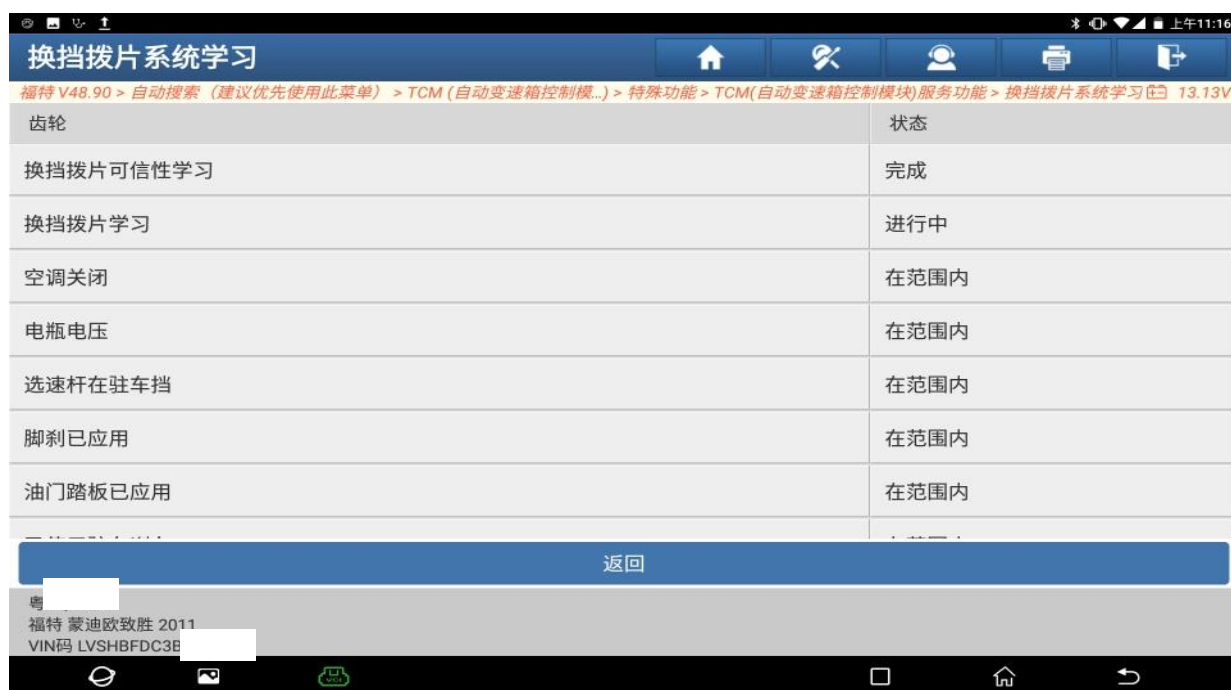 上午11:16
换挡拨片系统学习
福特 V48.90 > 自动搜索（建议优先使用此菜单） > TCM (自动变速箱控制模...) > 特殊功能 > TCM(自动变速箱控制模块)服务功能 > 换挡拨片系统学习 13.13V
齿轮 状态
换挡拨片可信性学习 完成
换挡拨片学习 进行中
空调关闭 在范围内
电瓶电压 在范围内
选速杆在驻车挡 在范围内
脚刹已应用 在范围内
油门踏板已应用 在范围内
返回
粤
福特 蒙迪欧致胜 2011
VIN码 LVSHBFDC3B
VCI